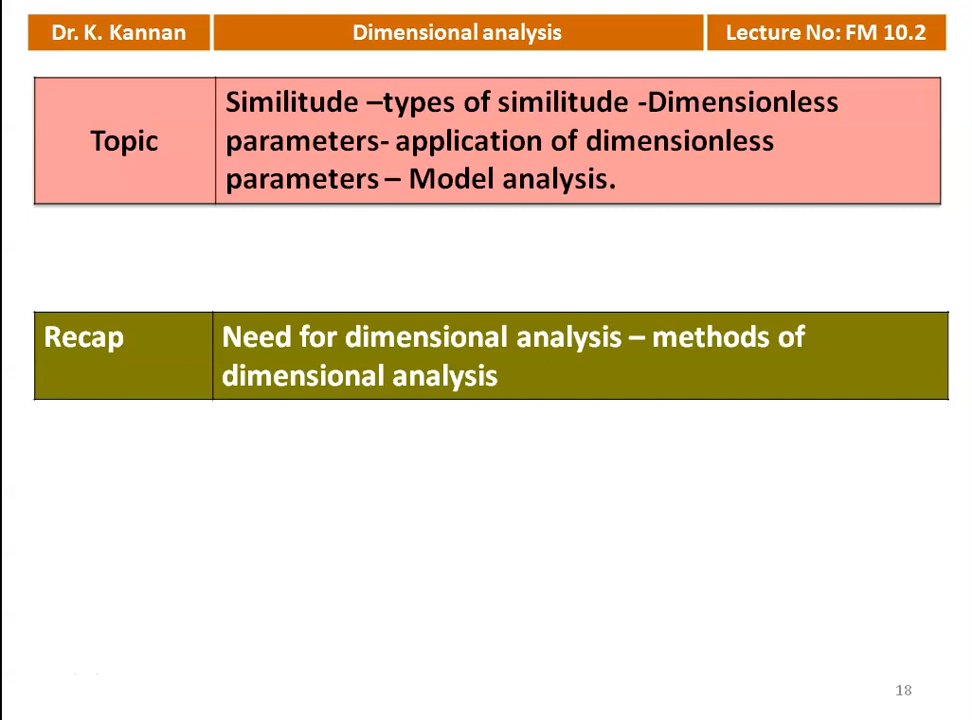 Dr. K. Kannan
Dimensional analysis
Lecture No: FM 10.2
Topic
Similitude –types of similitude -Dimensionless
parameters- application of dimensionless
parameters – Model analysis.
Recap
Need for dimensional analysis – methods of
dimensional analysis
18